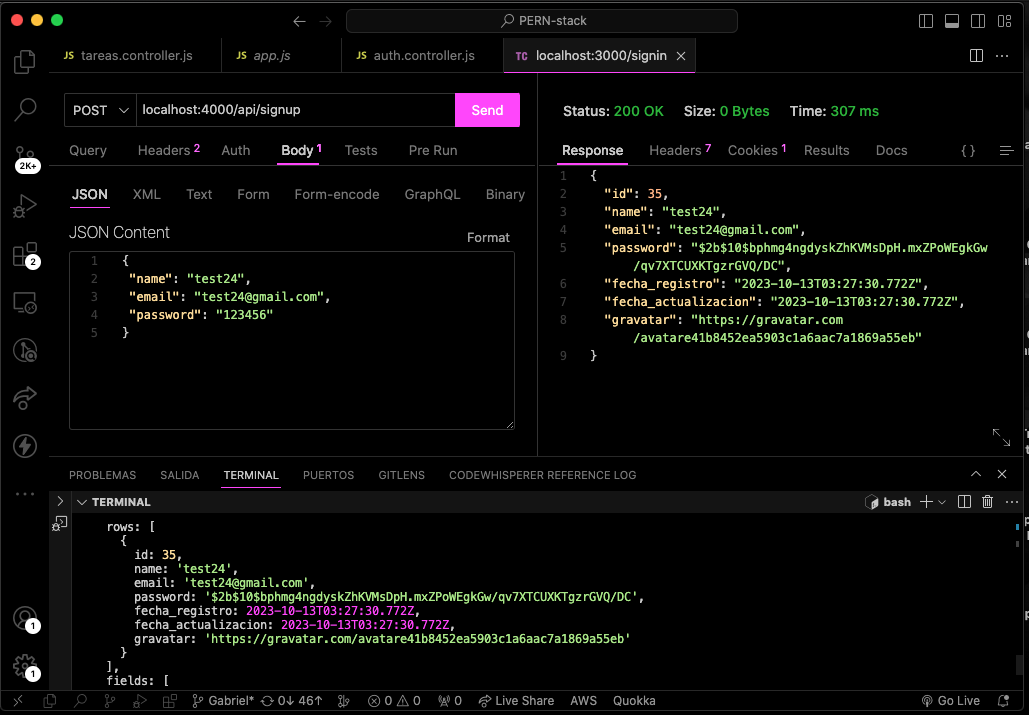 PERN-stack
JS tareas.controller.js
JS app.js
JS auth.controller.js
TC localhost:3000/signin
POST
localhost:4000/api/signup
Send
Query
Headers 2
Auth
Body 1
Tests
Pre Run
JSON
XML
Text
Form
Form-encode
GraphQL
Binary
JSON Content
Format
1 {
2 "name": "test24",
3 "email": "test24@gmail.com",
4 "password": "123456"
5 }
Status: 200 OK
Size: 0 Bytes
Time: 307 ms
Response
Headers 7
Cookies 1
Results
Docs
{ }
1 {
2 "id": 35,
3 "name": "test24",
4 "email": "test24@gmail.com",
5 "password": "$2b$10$bphmg4ngdyskZhKVMsDpH.mxZPoWEgkGw
/qv7XTCUXKTgzrGVQ/DC",
6 "fecha_registro": "2023-10-13T03:27:30.772Z",
7 "fecha_actualizacion": "2023-10-13T03:27:30.772Z",
8 "gravatar": "https://gravatar.com
/avatare41b8452ea5903c1a6aac7a1869a55eb"
9 }
2K+
2
1
1
PROBLEMAS
SALIDA
TERMINAL
PUERTOS
GITLENS
CODEWHISPERER REFERENCE LOG
TERMINAL
bash
rows: [
{
id: 35,
name: 'test24',
email: 'test24@gmail.com',
password: '$2b$10$bphmg4ngdyskZhKVMsDpH.mxZPoWEgkGw/qv7XTCUXKTgzrGVQ/DC',
fecha_registro: 2023-10-13T03:27:30.772Z,
fecha_actualizacion: 2023-10-13T03:27:30.772Z,
gravatar: 'https://gravatar.com/avatare41b8452ea5903c1a6aac7a1869a55eb'
}
],
fields: [
Gabriel*
0↓ 46↑
0
0
0
Live Share
AWS
Quokka
Go Live